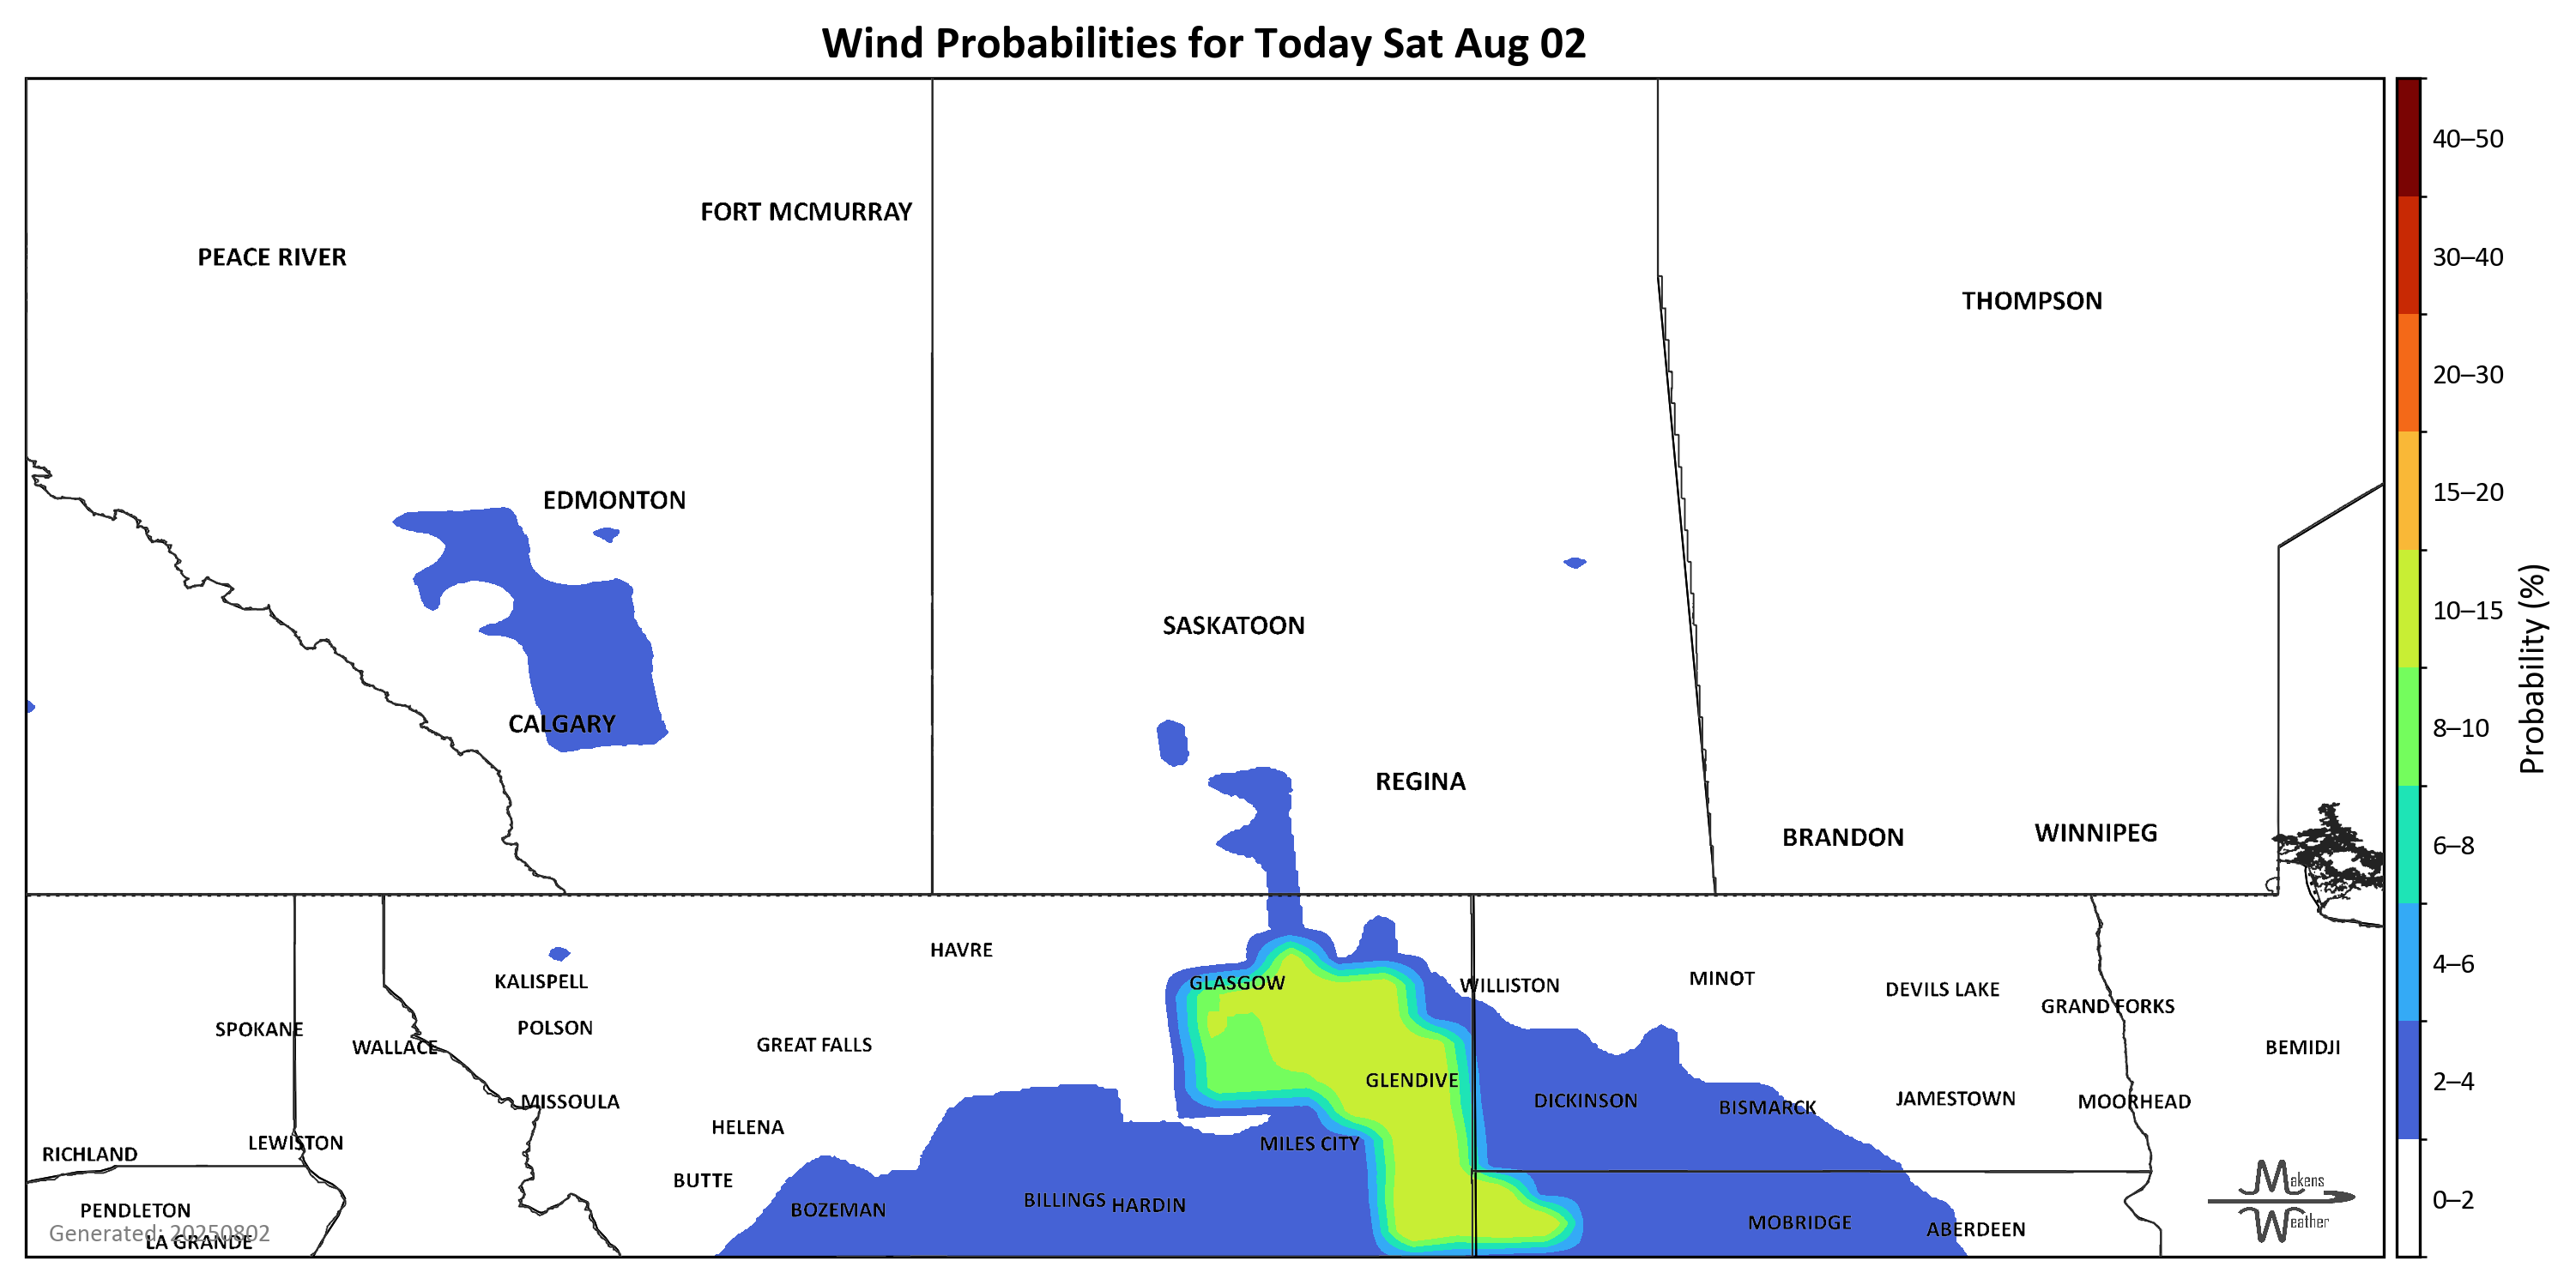 Wind Probabilities for Today Sat Aug 02
FORT MCMURRAY
PEACE RIVER
THOMPSON
EDMONTON
SASKATOON
CALGARY
REGINA
BRANDON
WINNIPEG
HAVRE
KALISPELL
GLASGOW
WILLISTON
MINOT
DEVILS LAKE
GRAND FORKS
SPOKANE
POLSON
WALLACE
GREAT FALLS
BEMIDJI
GLENDIVE
MISSOULA
DICKINSON
BISMARCK
JAMESTOWN
MOORHEAD
HELENA
LEWISTON
MILES CITY
RICHLAND
BUTTE
BILLINGS
HARDIN
PENDLETON
BOZEMAN
MOBRIDGE
ABERDEEN
Generated: 20250802
LA GRANDE
Makens
Weather
40–50
30–40
20–30
15–20
10–15
8–10
6–8
4–6
2–4
0–2
Probability (%)